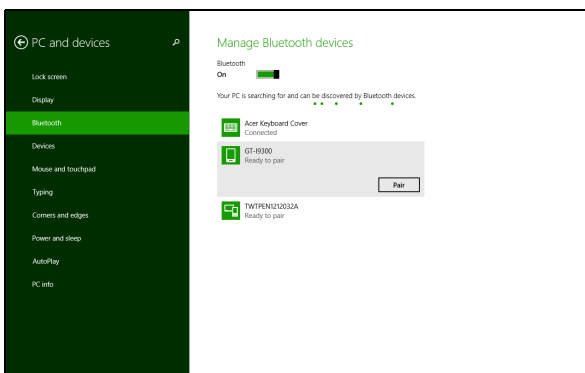 PC and devices
Lock screen
Display
Bluetooth
Devices
Mouse and touchpad
Typing
Corners and edges
Power and sleep
AutoPlay
PC info
Manage Bluetooth devices
Bluetooth
On
Your PC is searching for and can be discovered by Bluetooth devices.
Acer Keyboard Cover
Connected
GT-I9300
Ready to pair
Pair
TWTPEN1212032A
Ready to pair